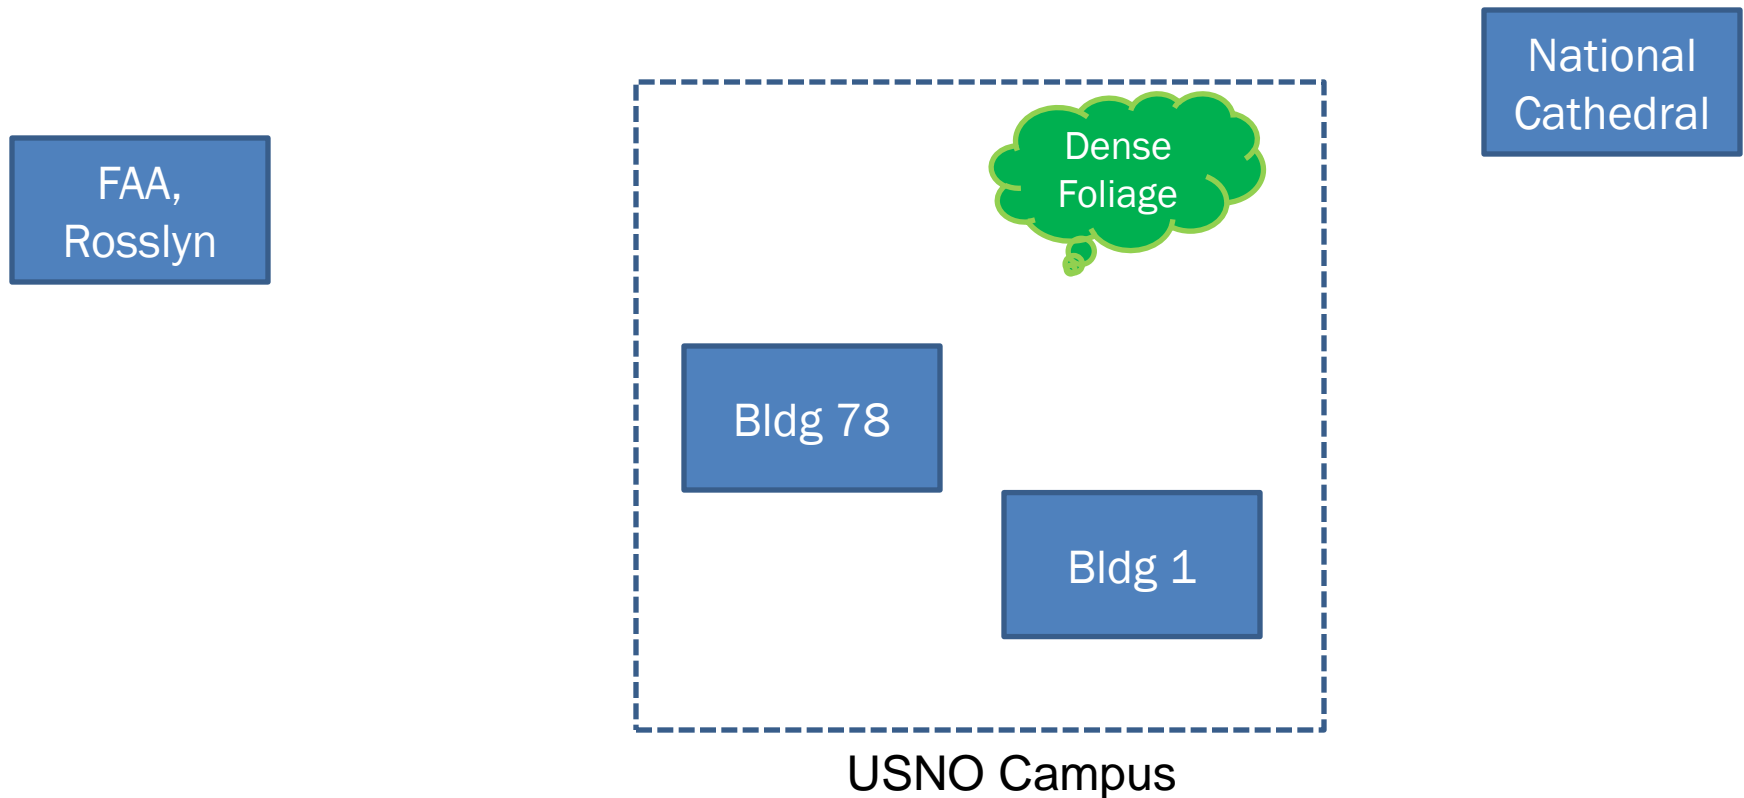 National
Cathedral
Dense
Foliage
FAA,
Rosslyn
Bldg 78
Bldg 1
USNO Campus